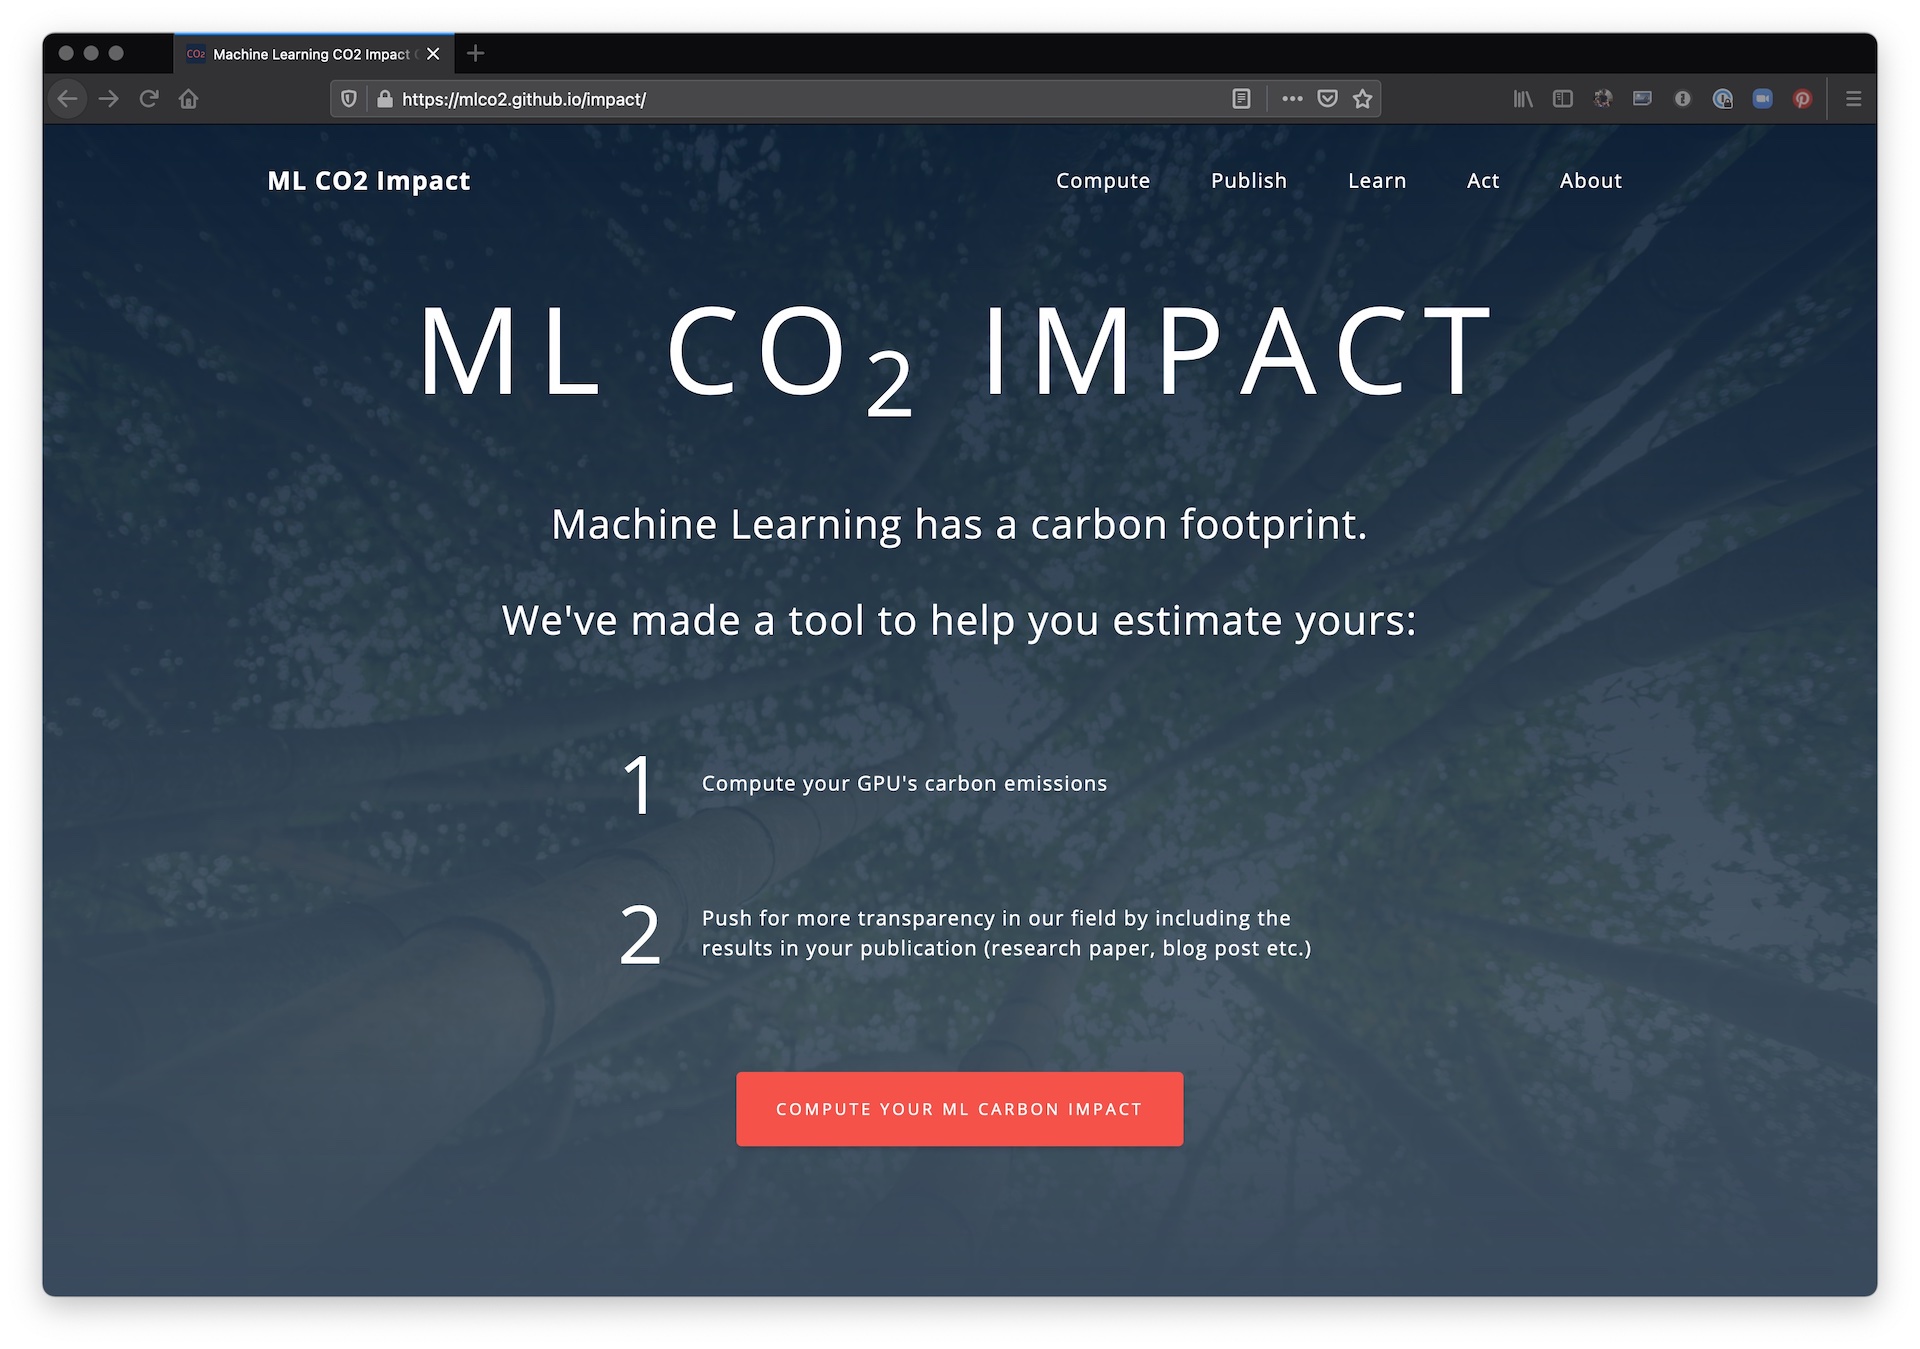 CO2 Machine Learning CO2 Impact
https://mlco2.github.io/impact/
ML CO2 Impact
Compute Publish Learn Act About
ML CO₂ IMPACT
Machine Learning has a carbon footprint.
We've made a tool to help you estimate yours:
1 Compute your GPU's carbon emissions
2 Push for more transparency in our field by including the
results in your publication (research paper, blog post etc.)
COMPUTE YOUR ML CARBON IMPACT